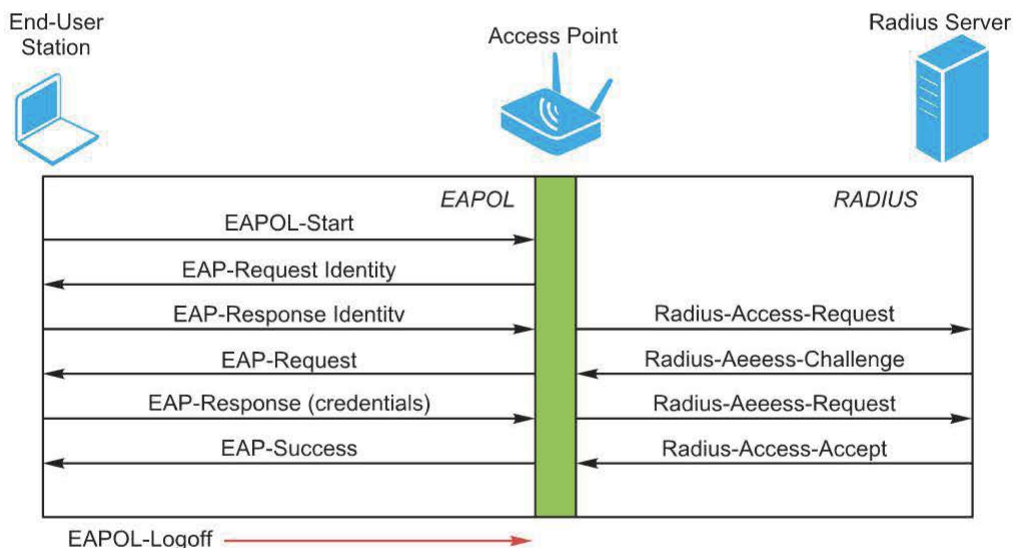 End-User
Station
Access Point
Radius Server
EAPOL
RADIUS
EAPOL-Start
EAP-Request Identity
EAP-Response Identitv
Radius-Access-Request
EAP-Request
Radius-Aeeess-Challenge
EAP-Response (credentials)
Radius-Aeeess-Request
EAP-Success
Radius-Access-Accept
EAPOL-Logoff